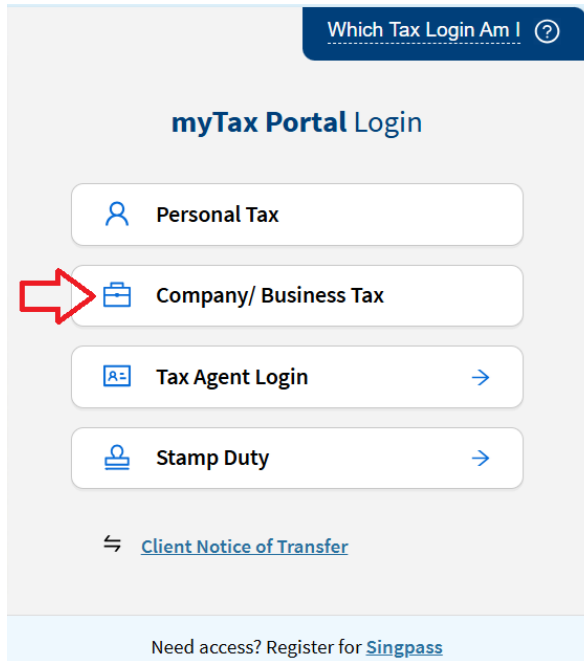 Which Tax Login Am I
myTax Portal Login
Personal Tax
Company/ Business Tax
Tax Agent Login
Stamp Duty
Client Notice of Transfer
Need access? Register for Singpass